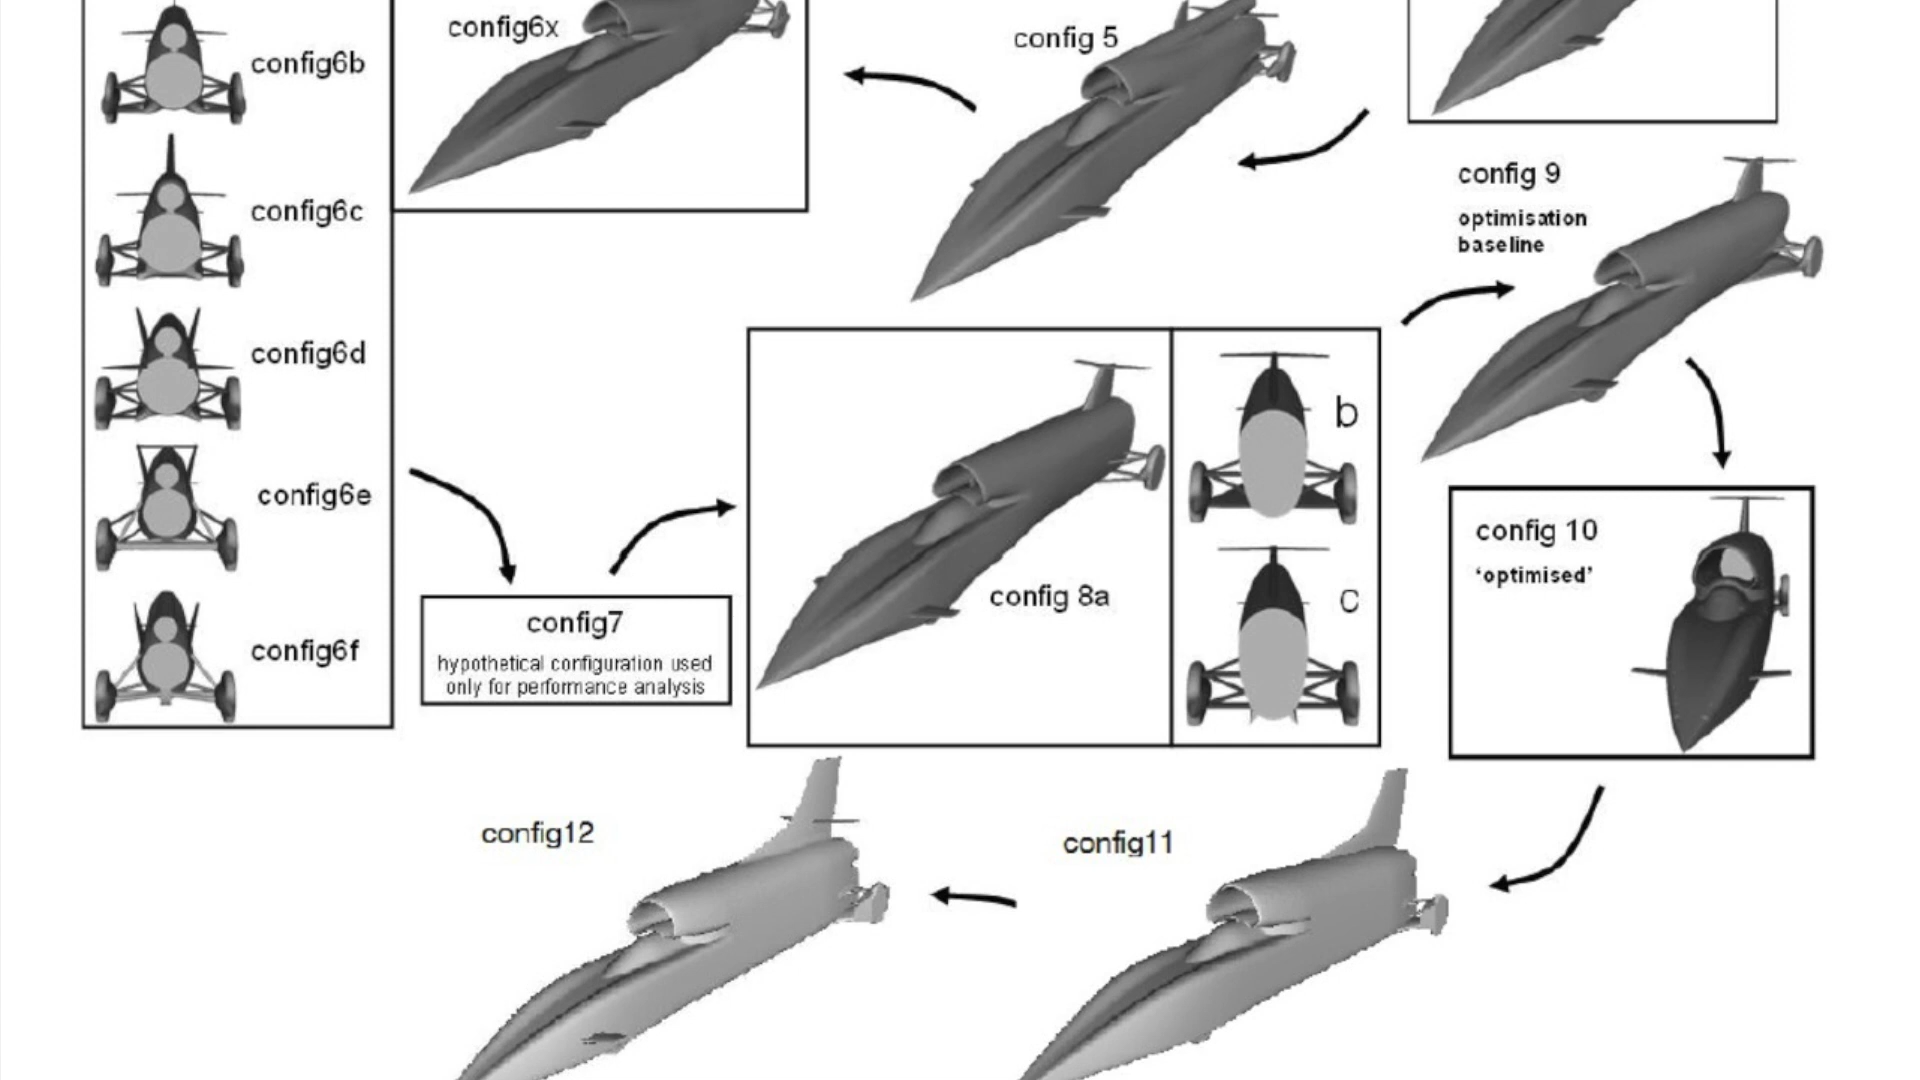 config6x
config 5
config6b
config 9
optimisation
baseline
config6c
config6d
b
config6e
config 10
'optimised'
config 8a
c
config7
hypothetical configuration used
only for performance analysis
config6f
config12
config11